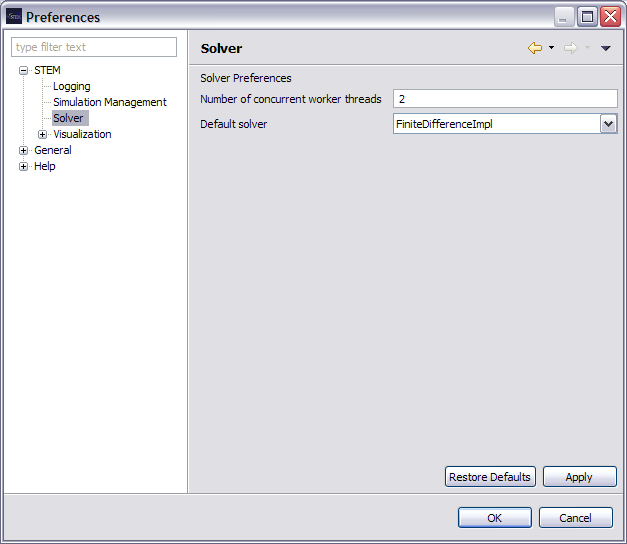 Preferences
type filter text
STEM
Logging
Simulation Management
Solver
Visualization
General
Help
Solver
Solver Preferences
Number of concurrent worker threads 2
Default solver FiniteDifferenceImpl
Restore Defaults Apply
OK Cancel